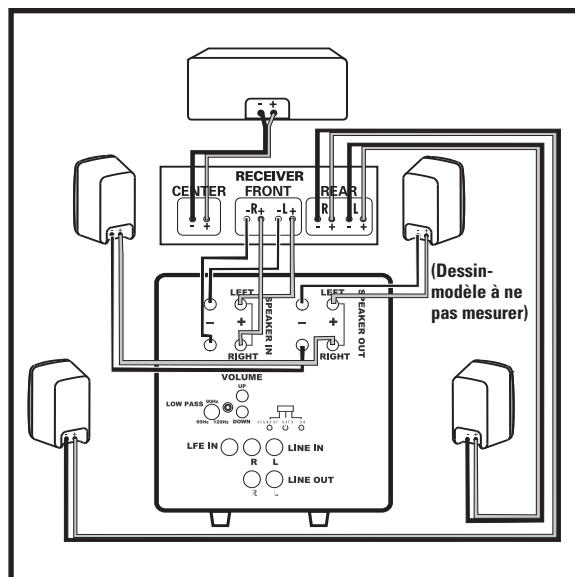 - +
RECEIVER
CENTER FRONT REAR
- +
-R+ -L+
R L
- + - +
- +
- +
(Dessin-
modèle à ne
pas mesurer)
LEFT
- +
RIGHT
SPEAKER IN
LEFT
- +
RIGHT
SPEAKER OUT
VOLUME
UP
DOWN
LOW PASS
90Hz
60Hz 120Hz
LFE IN
R L
LINE IN
LINE OUT
R L
- +
- +